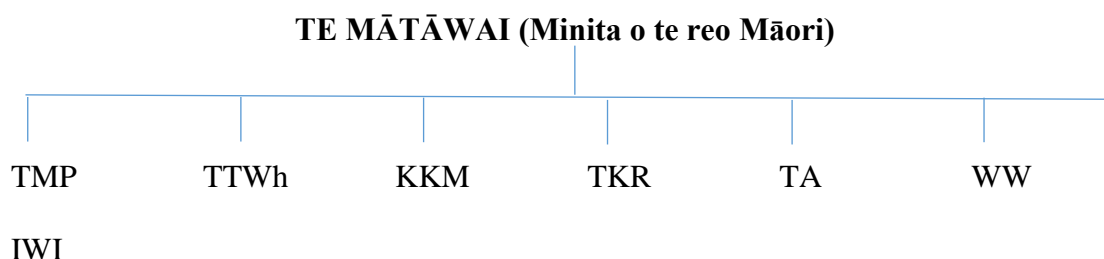 TE MĀTĀWAI (Minita o te reo Māori)
TMP TTWh KKM TKR TA WW
IWI